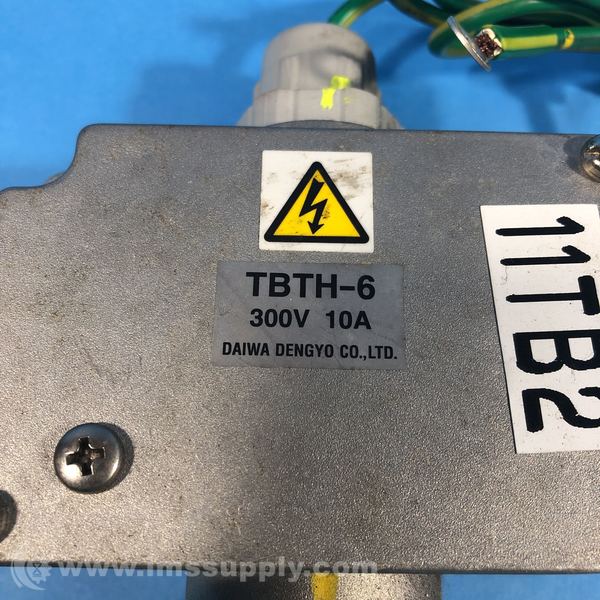 TBTH-6
300V 10A
DAIWA DENGYO CO.,LTD.
11TB2
www.imssupply.com